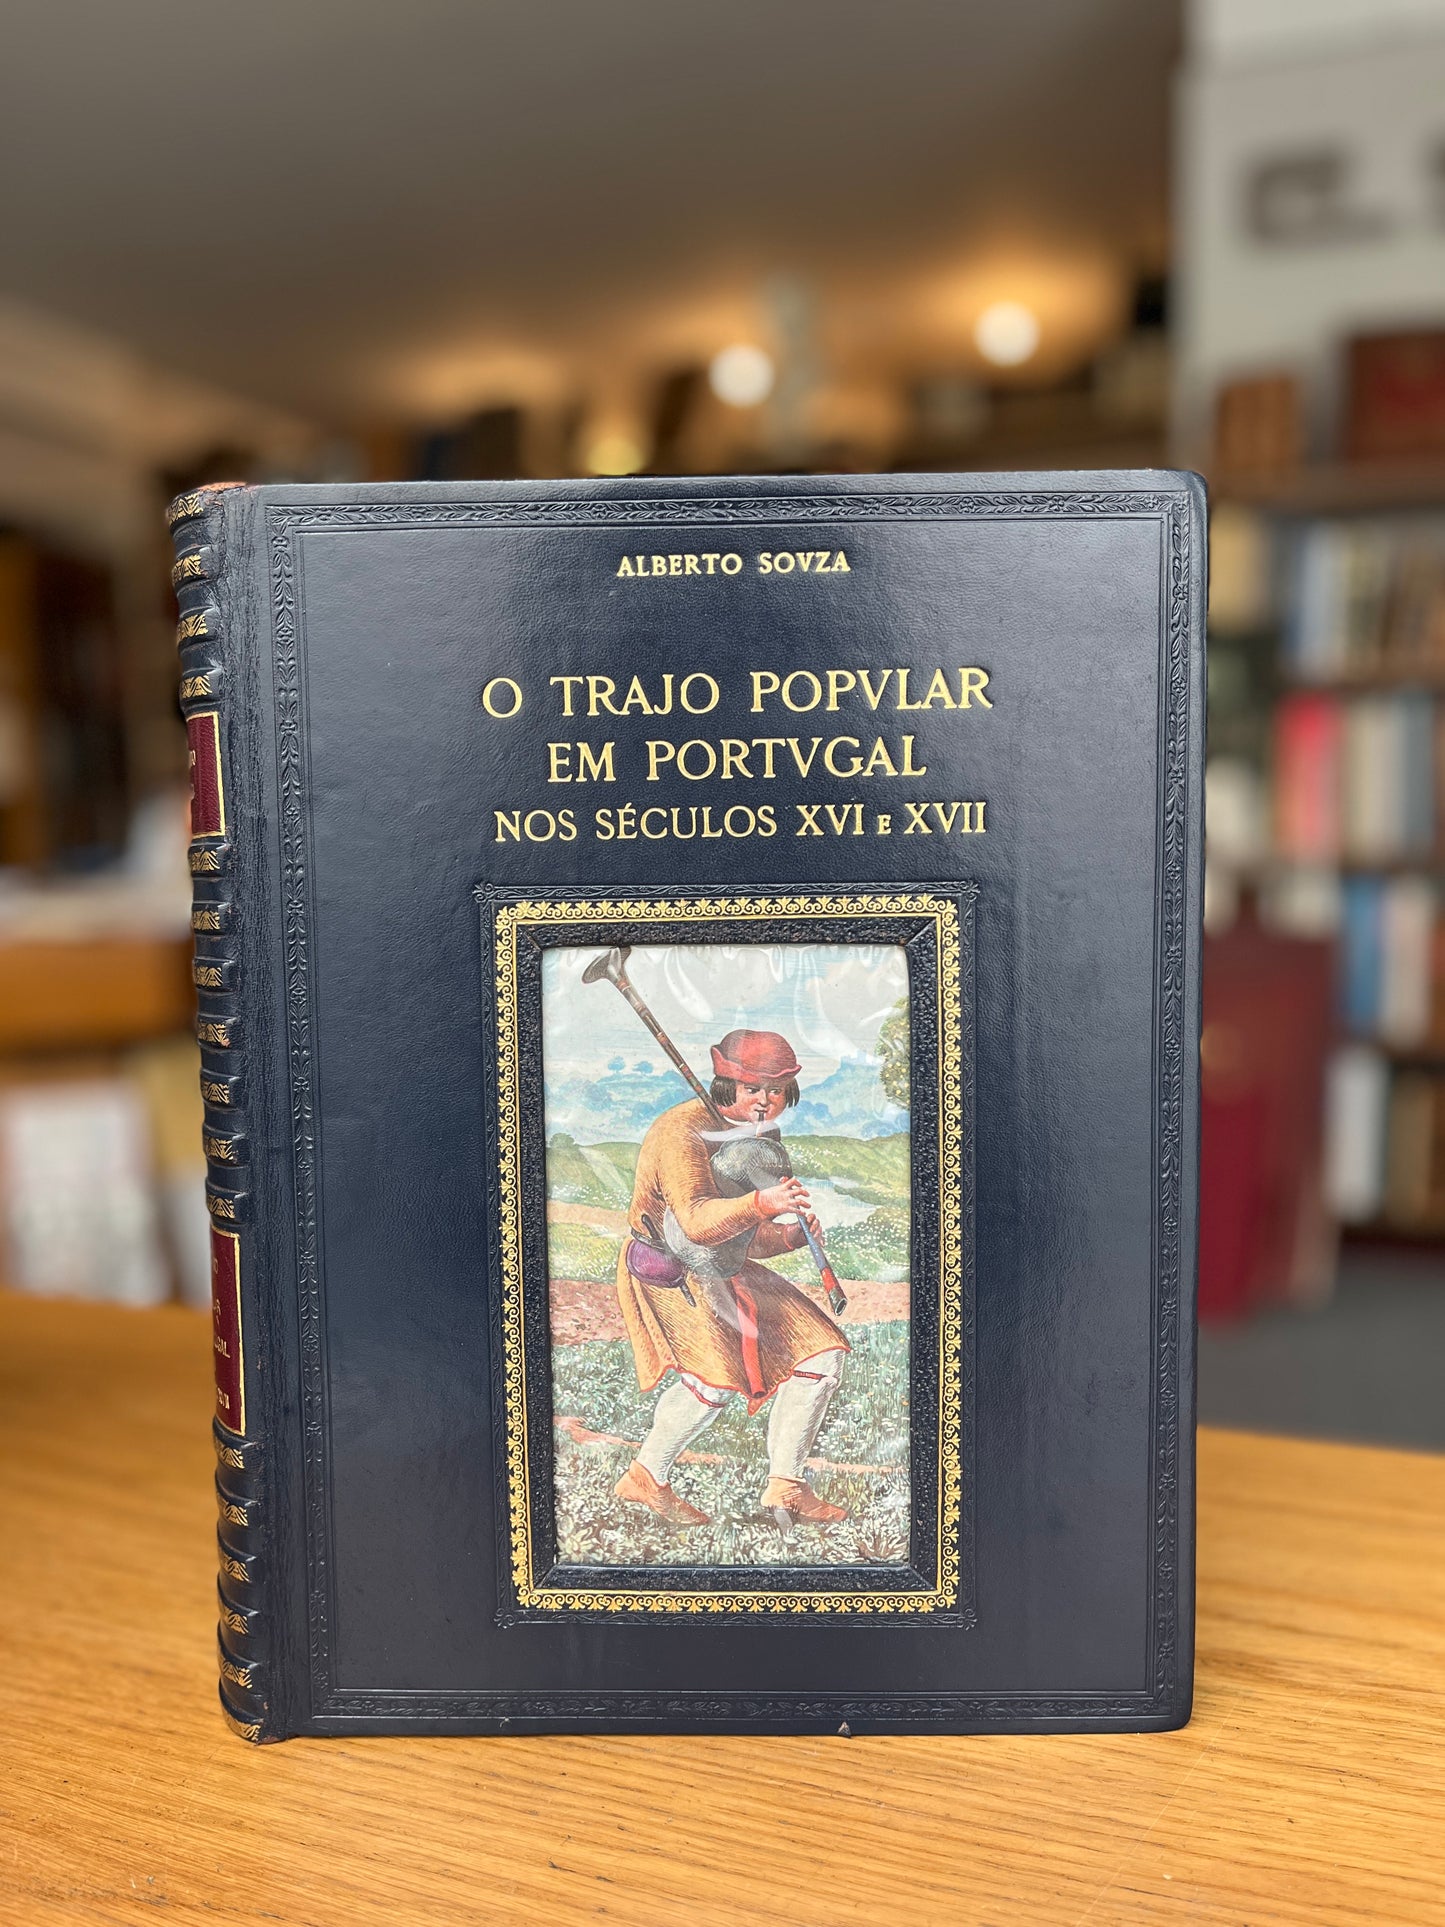 ALBERTO SOVZA
O TRAJO POPVLAR
EM PORTVGAL
NOS SÉCULOS XVI E XVII